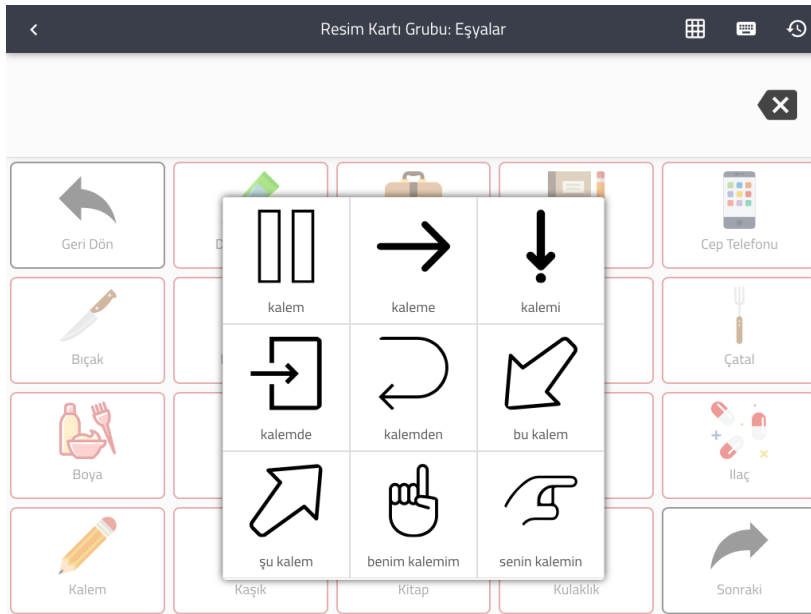 Resim Kartı Grubu: Eşyalar
Geri Dön
Cep Telefonu
kalem
kaleme
kalemi
Bıçak
Çatal
kalemde
kalemden
bu kalem
Boya
Ilaç
şu kalem
benim kalemim
senin kalemin
Kalem
Kaşık
Kitap
Kulaklık
Sonraki